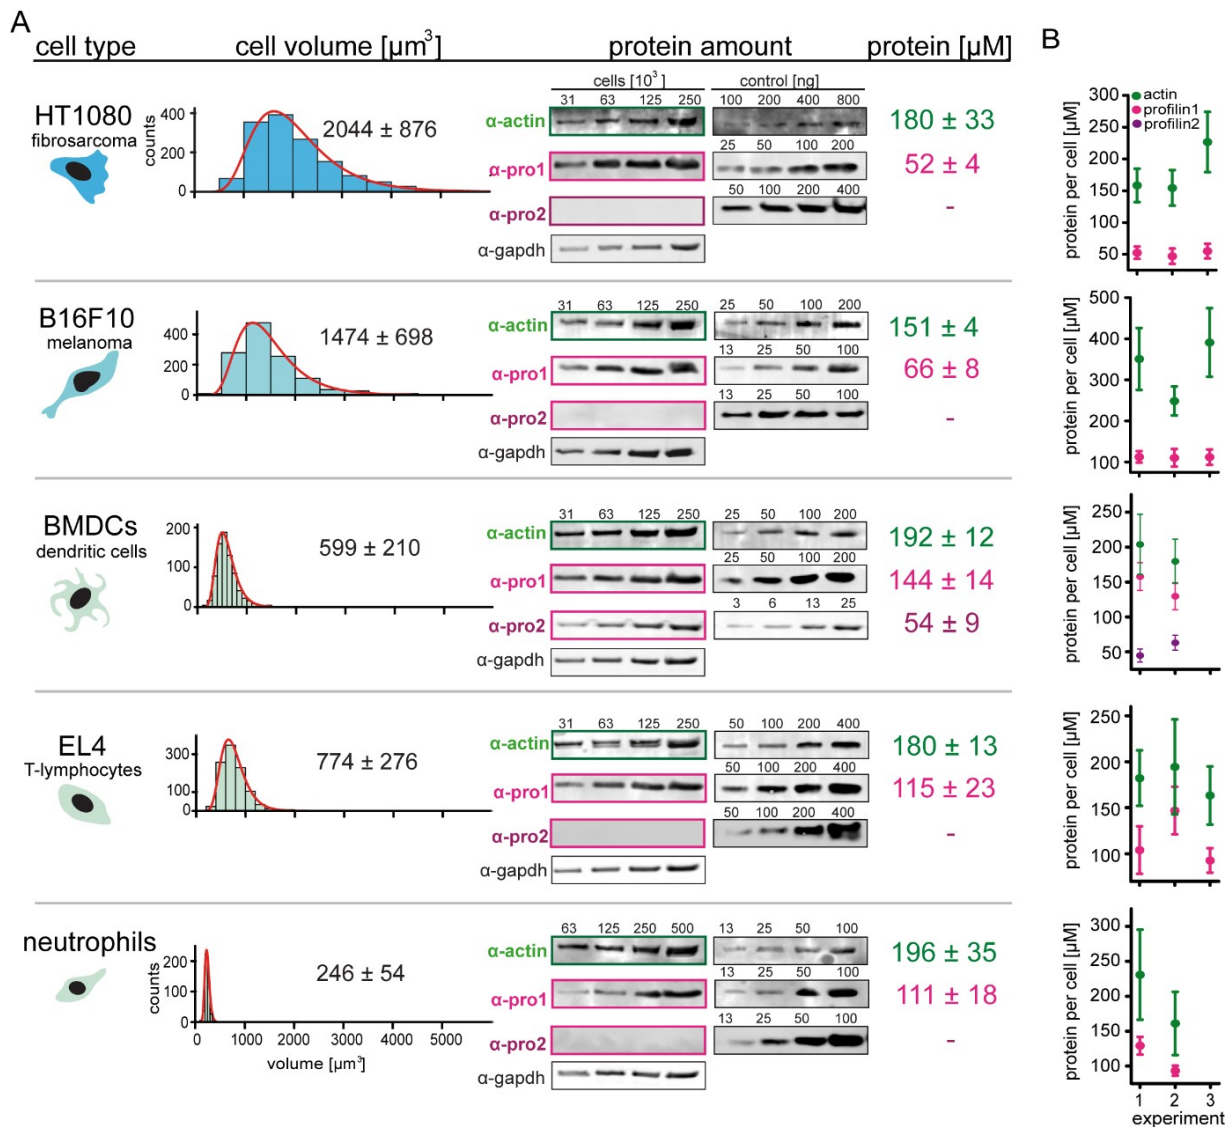 A
B
cell type cell volume [µm³] protein amount protein [µM]
cells [10³] control [ng]
HT1080
fibrosarcoma
counts
400
200
0
2044 ± 876
31 63 125 250 100 200 400 800
α-actin
180 ± 33
25 50 100 200
α-pro1
52 ± 4
50 100 200 400
α-pro2
-
α-gapdh
B16F10
melanoma
400
200
0
1474 ± 698
31 63 125 250 25 50 100 200
α-actin
151 ± 4
13 25 50 100
α-pro1
66 ± 8
13 25 50 100
α-pro2
-
α-gapdh
BMDCs
dendritic cells
200
100
0
599 ± 210
31 63 125 250 25 50 100 200
α-actin
192 ± 12
25 50 100 200
α-pro1
144 ± 14
3 6 13 25
α-pro2
54 ± 9
α-gapdh
EL4
T-lymphocytes
300
100
0
774 ± 276
31 63 125 250 50 100 200 400
α-actin
180 ± 13
50 100 200 400
α-pro1
115 ± 23
50 100 200 400
α-pro2
-
α-gapdh
neutrophils
counts
200
100
0
246 ± 54
0 1000 2000 3000 4000 5000
volume [µm³]
63 125 250 500 13 25 50 100
α-actin
196 ± 35
13 25 50 100
α-pro1
111 ± 18
13 25 50 100
α-pro2
-
α-gapdh
actin
profilin1
profilin2
protein per cell [µM]
300
250
200
150
100
50
protein per cell [µM]
500
400
300
200
100
protein per cell [µM]
250
200
150
100
50
protein per cell [µM]
250
200
150
100
protein per cell [µM]
300
250
200
150
100
1 2 3
experiment